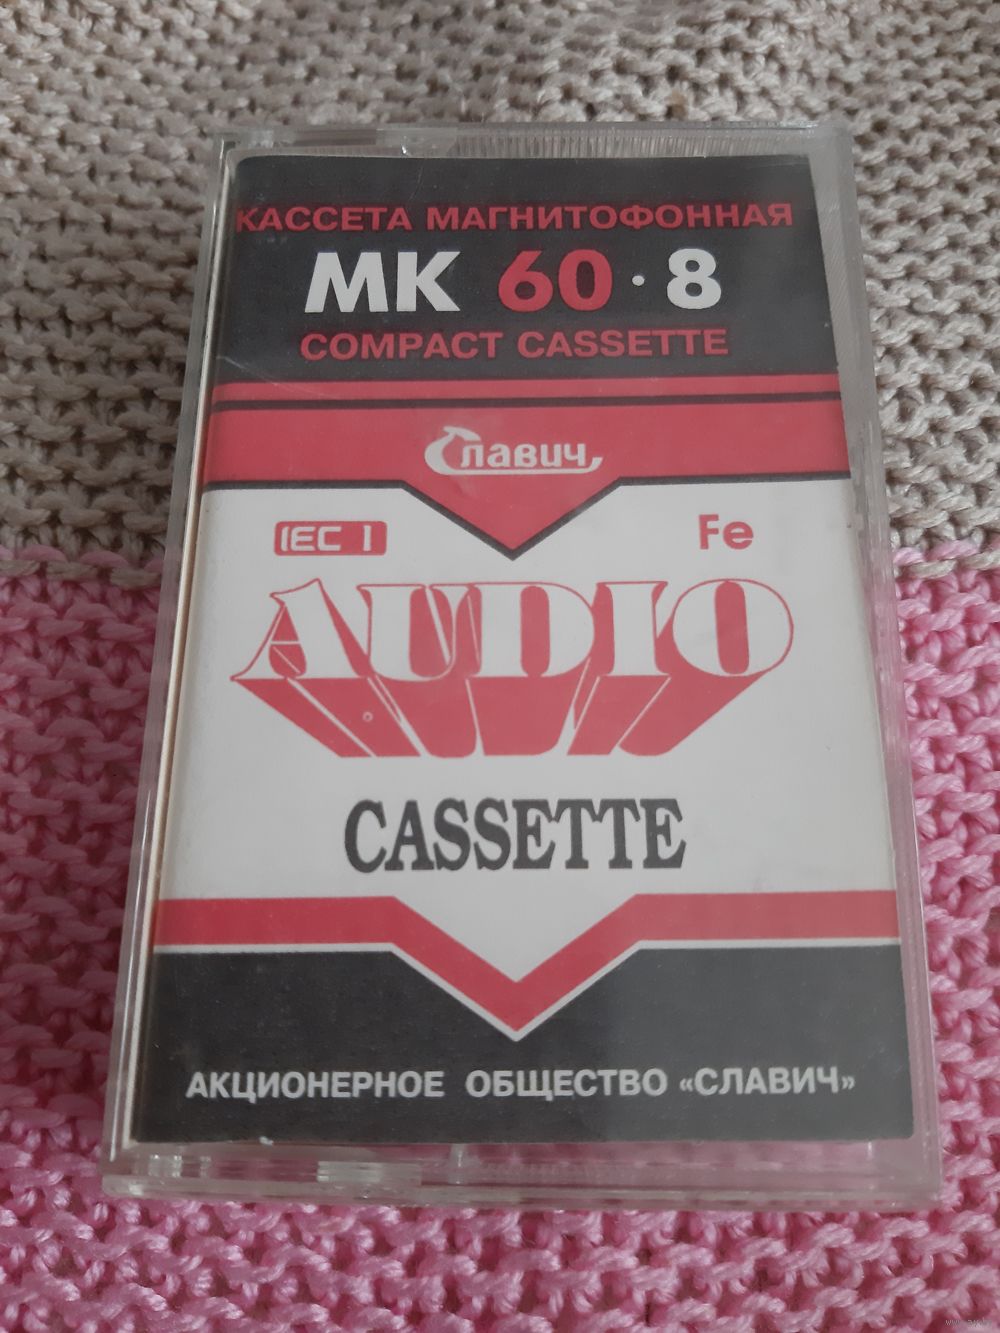 КАССЕТА МАГНИТОФОННАЯ
МК 60·8
COMPACT CASSETTE
Славич
IEC I Fe
AUDIO
CASSETTE
АКЦИОНЕРНОЕ ОБЩЕСТВО «СЛАВИЧ»